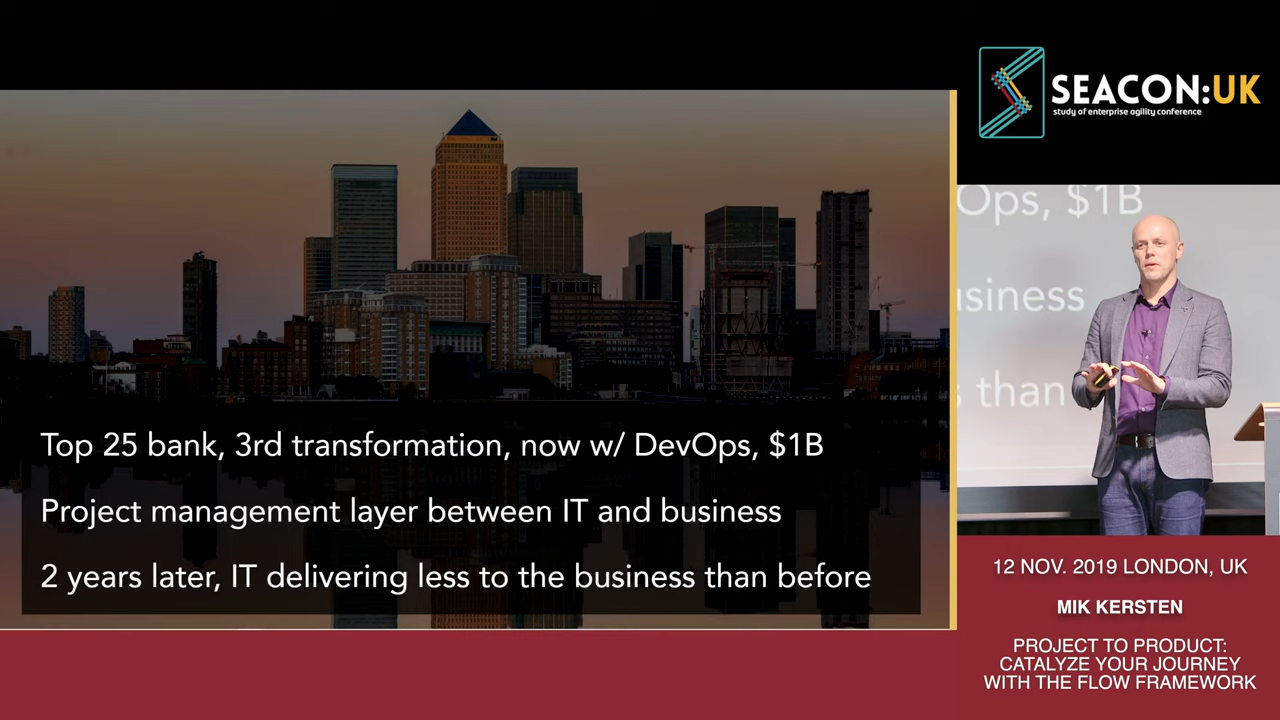 SEACON:UK
study of enterprise agility conference
Ops, $1B
usiness
s than
Top 25 bank, 3rd transformation, now w/ DevOps, $1B
Project management layer between IT and business
2 years later, IT delivering less to the business than before
12 NOV. 2019 LONDON, UK
MIK KERSTEN
PROJECT TO PRODUCT:
CATALYZE YOUR JOURNEY
WITH THE FLOW FRAMEWORK